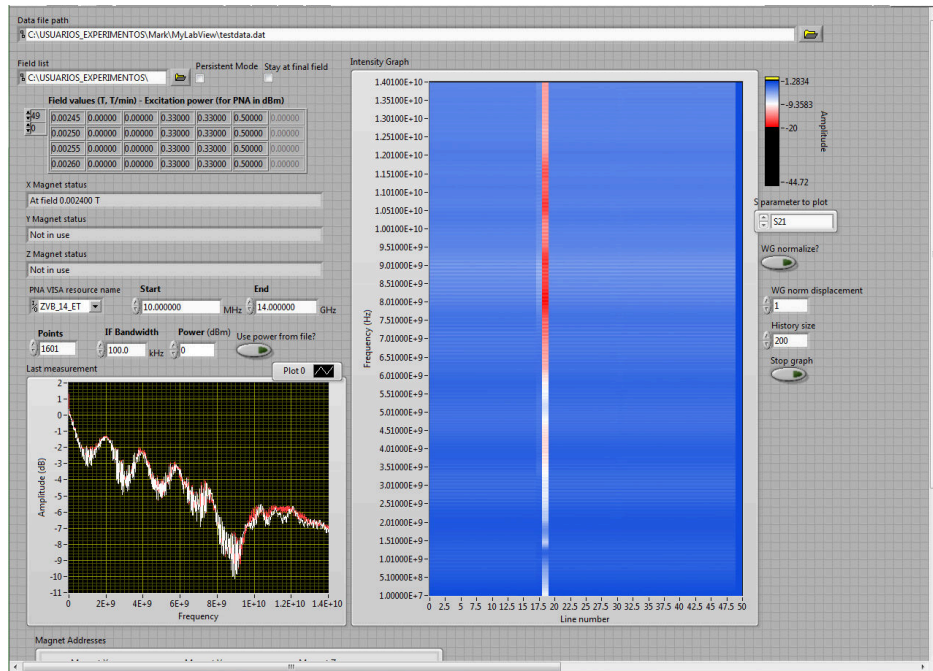 Data file path
C:\USUARIOS_EXPERIMENTOS\Mark\MyLabView\testdata.dat
Field list
Persistent Mode Stay at final field
C:\USUARIOS_EXPERIMENTOS\
Field values (T, T/min) - Excitation power (for PNA in dBm)
49 0.00245 0.00000 0.00000 0.33000 0.33000 0.50000 0.00000
0 0.00250 0.00000 0.00000 0.33000 0.33000 0.50000 0.00000
0.00255 0.00000 0.00000 0.33000 0.33000 0.50000 0.00000
0.00260 0.00000 0.00000 0.33000 0.33000 0.50000 0.00000
X Magnet status
At field 0.002400 T
Y Magnet status
Not in use
Z Magnet status
Not in use
PNA VISA resource name Start End
ZVB_14_ET 10.000000 MHz 14.000000 GHz
Points IF Bandwidth Power (dBm) Use power from file?
1601 100.0 kHz 0
Last measurement
Plot 0
2
1
0
-1
-2
-3
-4
-5
-6
-7
-8
-9
-10
-11
Amplitude (dB)
0 2E+9 4E+9 6E+9 8E+9 1E+10 1.2E+10 1.4E+10
Frequency
Magnet Addresses
Intensity Graph
1.40100E+10
1.35100E+10
1.30100E+10
1.25100E+10
1.20100E+10
1.15100E+10
1.10100E+10
1.05100E+10
1.00100E+10
9.51000E+9
9.01000E+9
8.51000E+9
8.01000E+9
7.51000E+9
7.01000E+9
6.51000E+9
6.01000E+9
5.51000E+9
5.01000E+9
4.51000E+9
4.01000E+9
3.51000E+9
3.01000E+9
2.51000E+9
2.01000E+9
1.51000E+9
1.01000E+9
5.10000E+8
1.00000E+7
Frequency (Hz)
0 2.5 5 7.5 10 12.5 15 17.5 20 22.5 25 27.5 30 32.5 35 37.5 40 42.5 45 47.5 50
Line number
-1.2834
-9.3583
-20
-44.72
Amplitude
S parameter to plot
S21
WG normalize?
WG norm displacement
1
History size
200
Stop graph